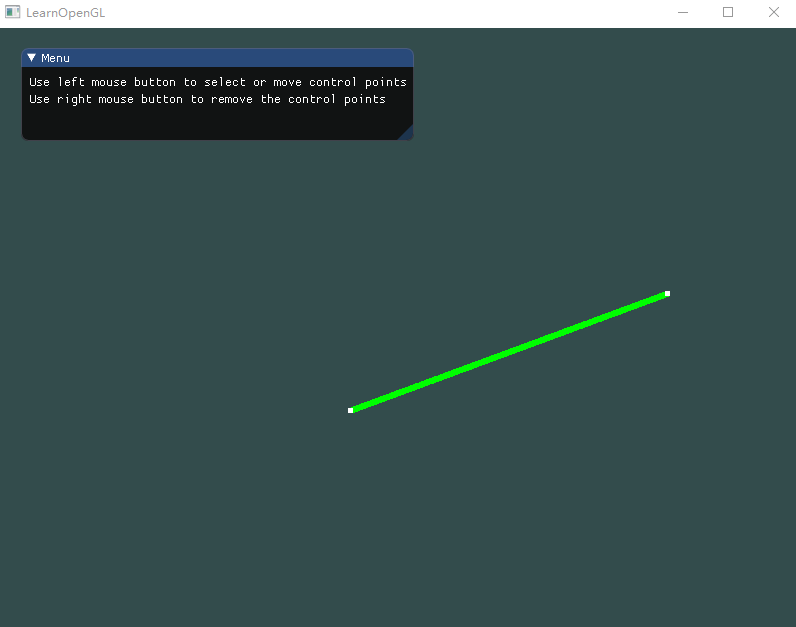 LearnOpenGL
Menu
Use left mouse button to select or move control points
Use right mouse button to remove the control points